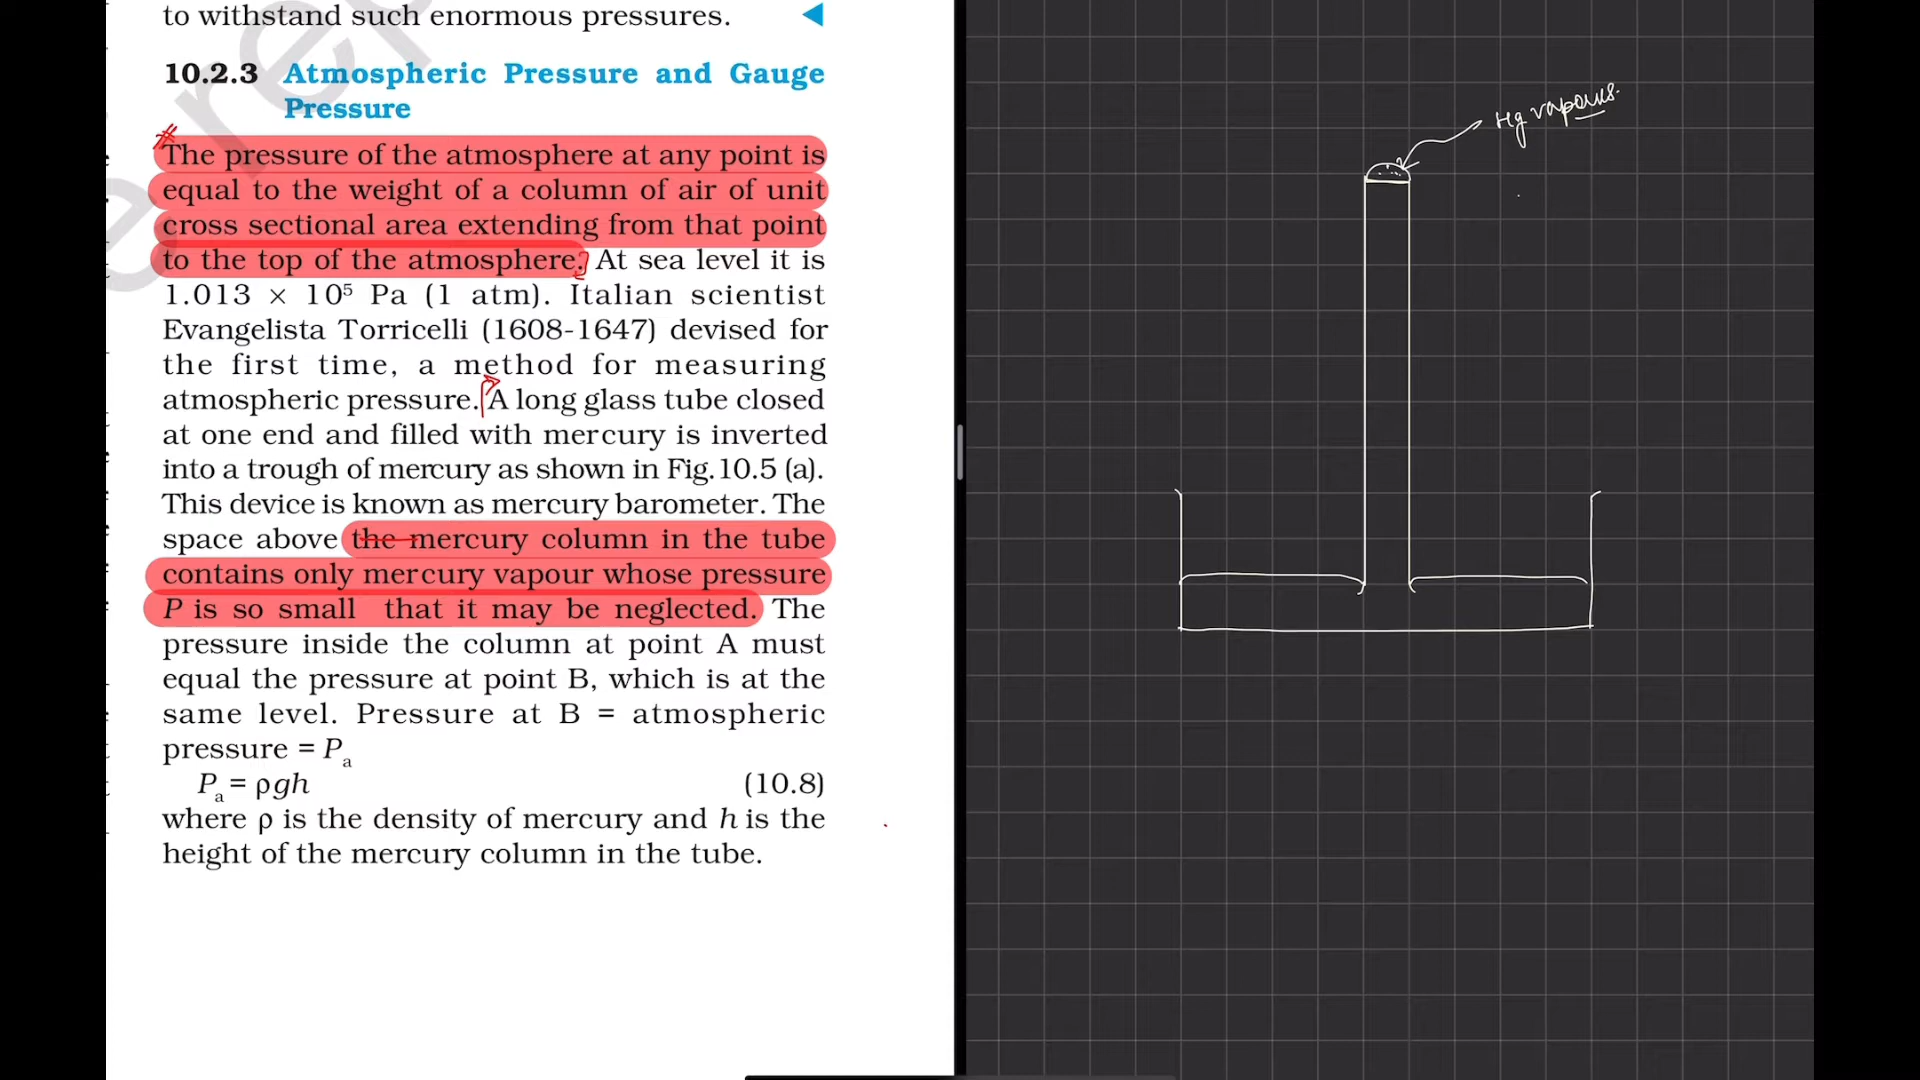 to withstand such enormous pressures.
10.2.3 Atmospheric Pressure and Gauge
Pressure
The pressure of the atmosphere at any point is
equal to the weight of a column of air of unit
cross sectional area extending from that point
to the top of the atmosphere. At sea level it is
1.013 × 10⁵ Pa (1 atm). Italian scientist
Evangelista Torricelli (1608-1647) devised for
the first time, a method for measuring
atmospheric pressure. A long glass tube closed
at one end and filled with mercury is inverted
into a trough of mercury as shown in Fig.10.5 (a).
This device is known as mercury barometer. The
space above the mercury column in the tube
contains only mercury vapour whose pressure
P is so small that it may be neglected. The
pressure inside the column at point A must
equal the pressure at point B, which is at the
same level. Pressure at B = atmospheric
pressure = Pₐ
Pₐ = ρgh (10.8)
where ρ is the density of mercury and h is the
height of the mercury column in the tube.
Hg vapours.